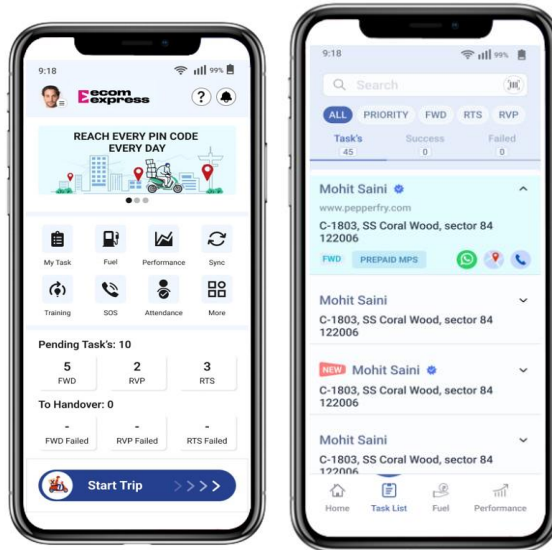 9:18
99%
ecom
express
?
REACH EVERY PIN CODE
EVERY DAY
My Task Fuel Performance Sync
Training SOS Attendance More
Pending Task's: 10
5 2 3
FWD RVP RTS
To Handover: 0
- - -
FWD Failed RVP Failed RTS Failed
Start Trip >>>>
9:18
99%
Search
ALL PRIORITY FWD RTS RVP
Task's Success Failed
45 0 0
Mohit Saini
www.pepperfry.com
C-1803, SS Coral Wood, sector 84
122006
FWD PREPAID MPS
Mohit Saini
C-1803, SS Coral Wood, sector 84
122006
NEW Mohit Saini
C-1803, SS Coral Wood, sector 84
122006
Mohit Saini
C-1803, SS Coral Wood, sector 84
122006
Home Task List Fuel Performance